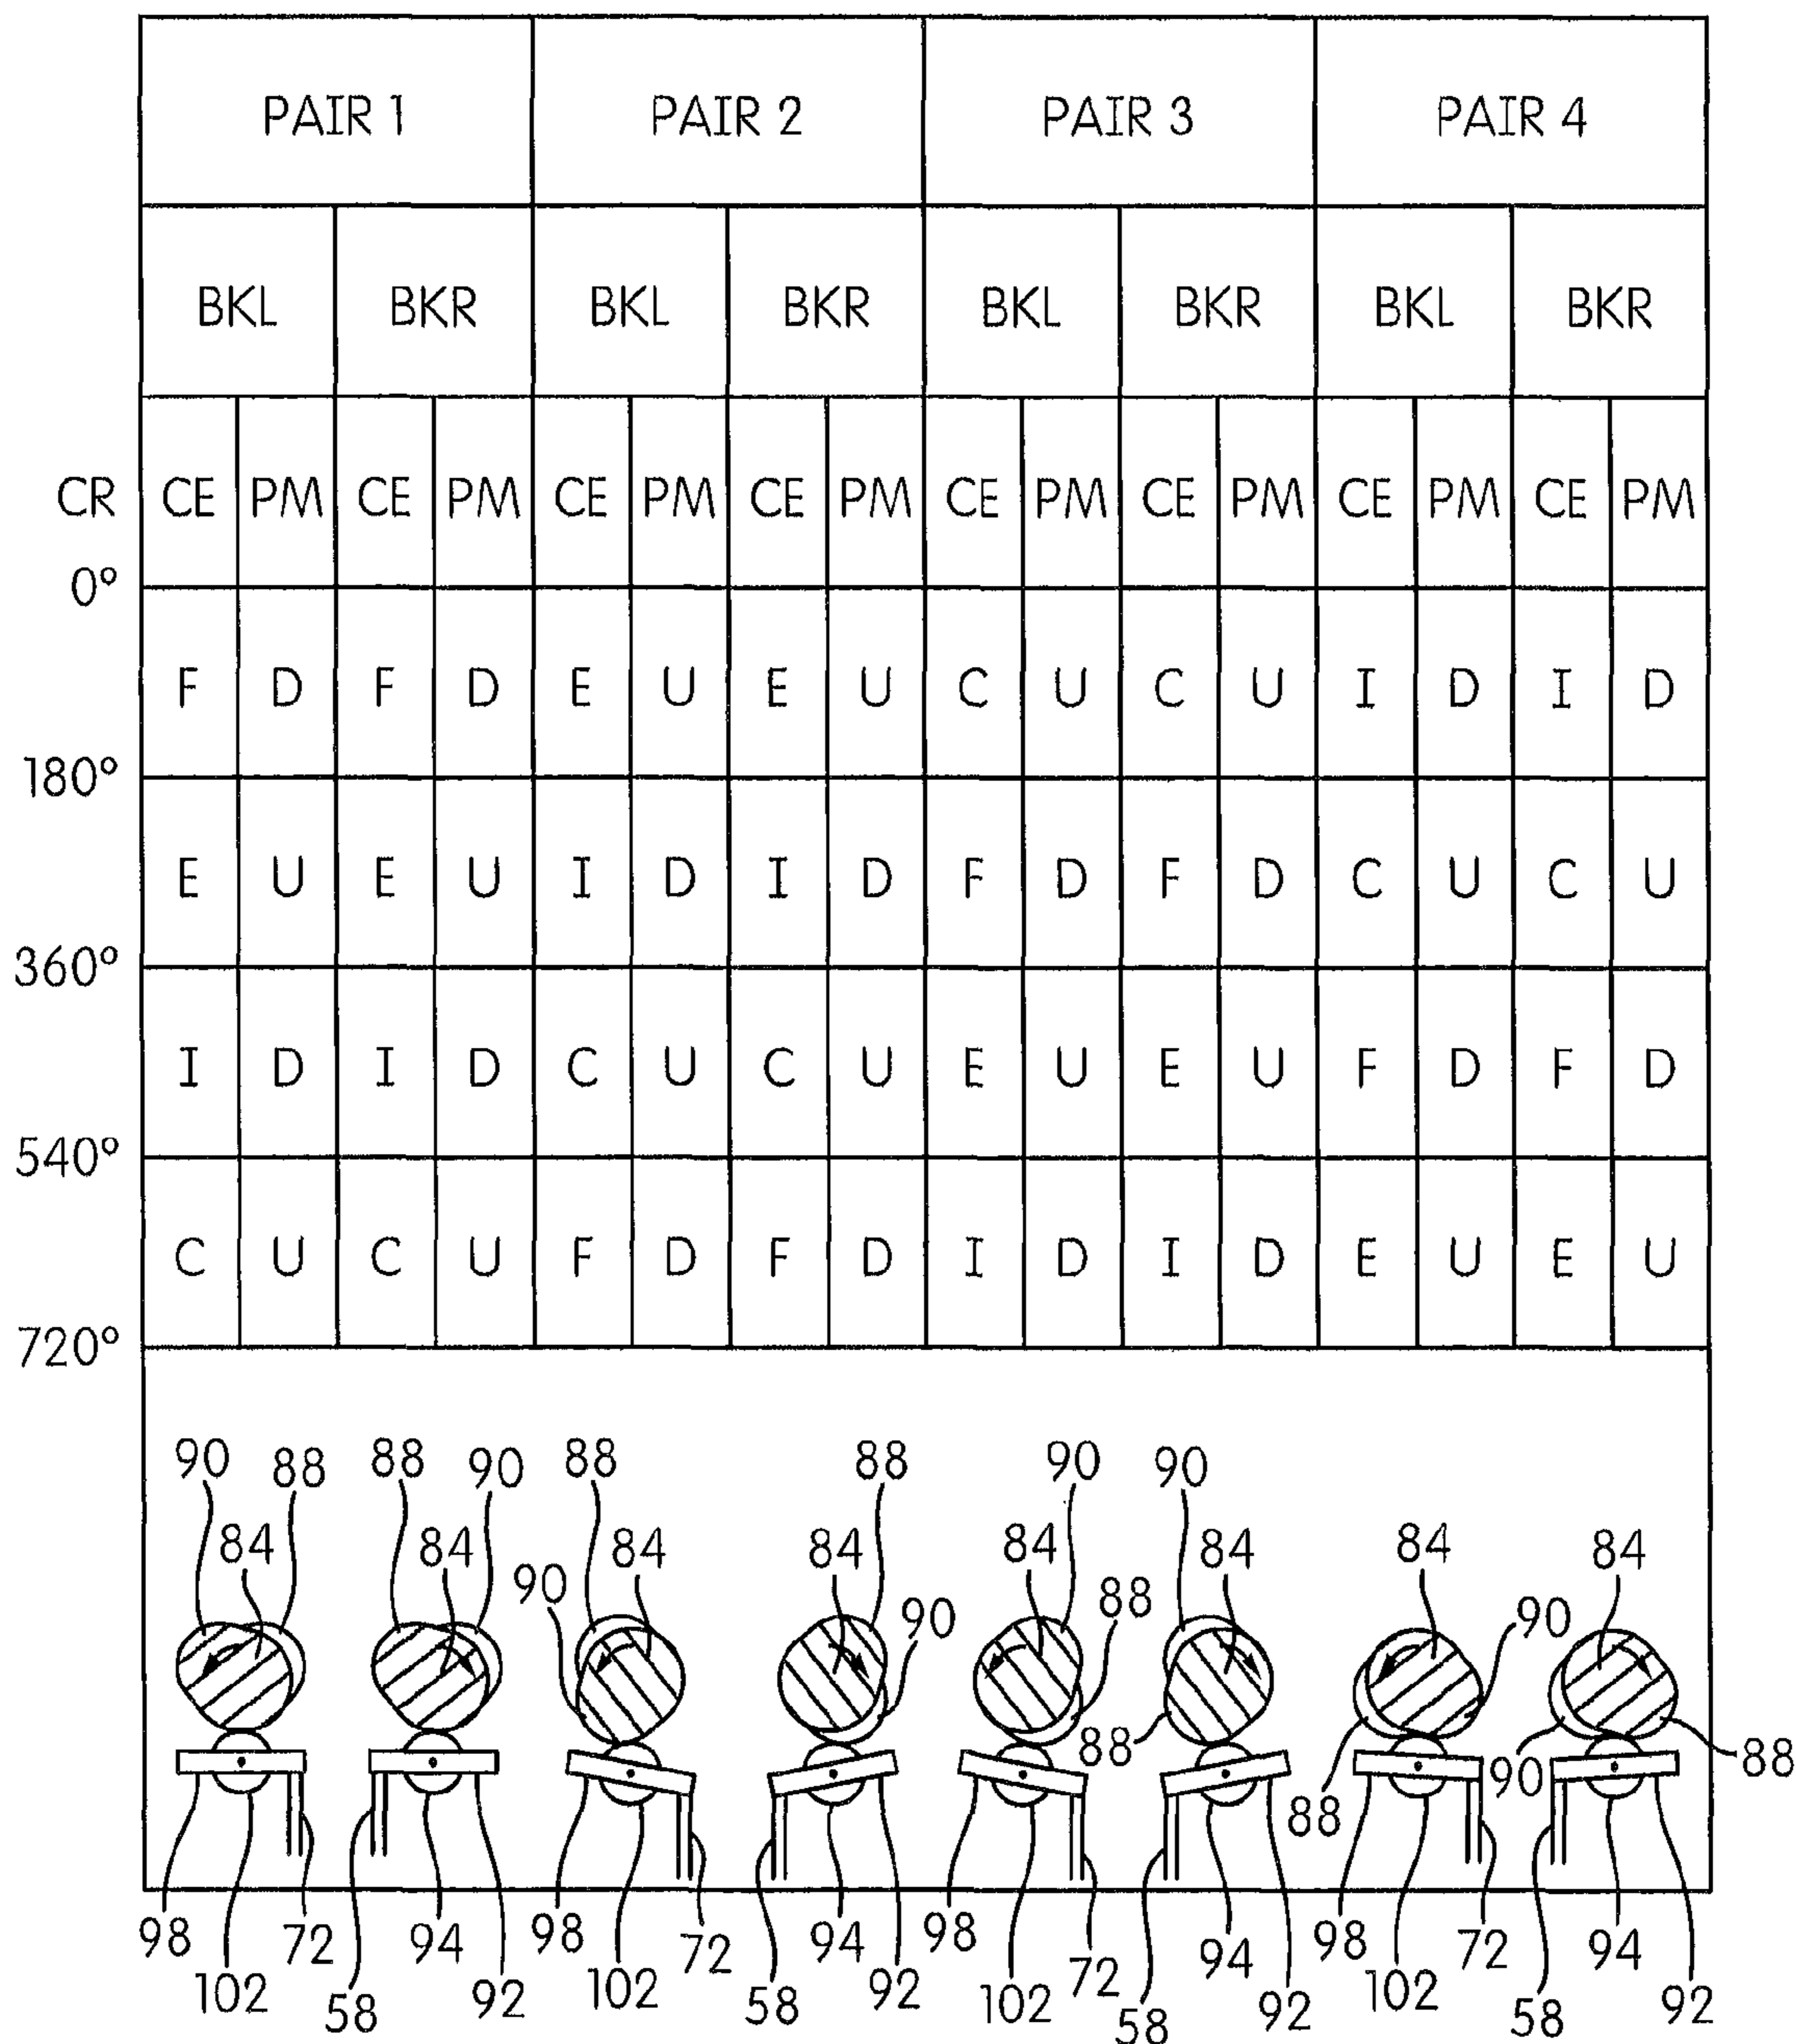 PAIR 1 PAIR 2 PAIR 3 PAIR 4
BKL BKR BKL BKR BKL BKR BKL BKR
CR CE PM CE PM CE PM CE PM CE PM CE PM CE PM CE PM
0°
F D F D E U E U C U C U I D I D
180°
E U E U I D I D F D F D C U C U
360°
I D I D C U C U E U E U F D F D
540°
C U C U F D F D I D I D E U E U
720°
90 88 88 90 88 88 90 90
84 84 84 84 84 84 84 84
90 90 88 90
88 90 88
88
98 72 94 98 72 94 98 72 94 98 72 94
102 58 92 102 58 92 102 58 92 102 58 92